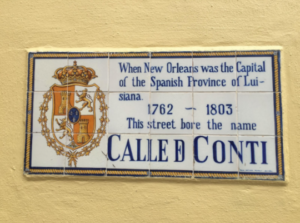 When New Orleans was the Capital
of the Spanish Province of Lui-
siana.
1762 — 1803
This street bore the name
CALLE D CONTI